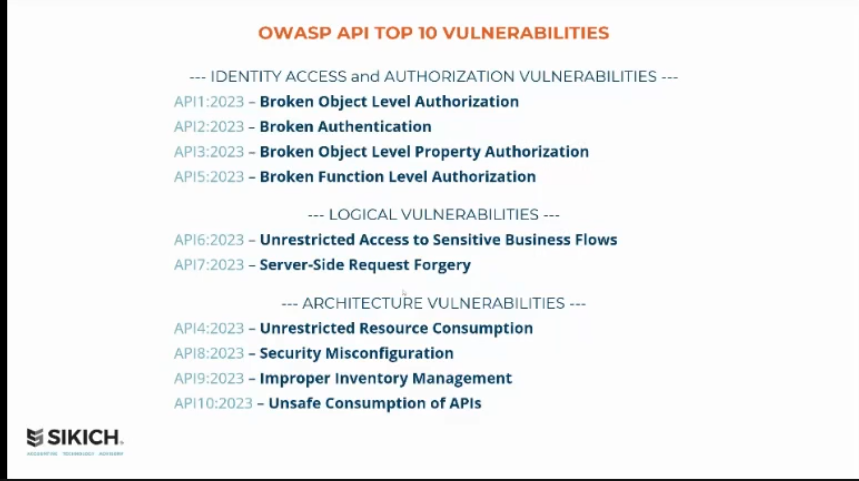 OWASP API TOP 10 VULNERABILITIES
--- IDENTITY ACCESS and AUTHORIZATION VULNERABILITIES ---
API1:2023 – Broken Object Level Authorization
API2:2023 – Broken Authentication
API3:2023 – Broken Object Level Property Authorization
API5:2023 – Broken Function Level Authorization
--- LOGICAL VULNERABILITIES ---
API6:2023 – Unrestricted Access to Sensitive Business Flows
API7:2023 – Server-Side Request Forgery
--- ARCHITECTURE VULNERABILITIES ---
API4:2023 – Unrestricted Resource Consumption
API8:2023 – Security Misconfiguration
API9:2023 – Improper Inventory Management
API10:2023 – Unsafe Consumption of APIs
SIKICH.
ACCOUNTING TECHNOLOGY ADVISORY